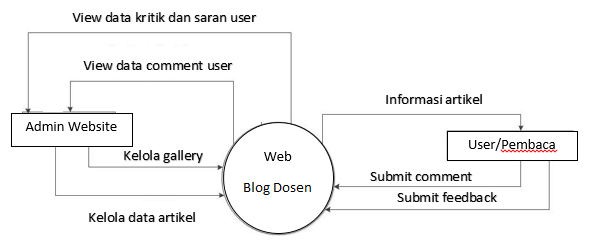 View data kritik dan saran user
View data comment user
Informasi artikel
Admin Website
User/Pembaca
Kelola gallery
Web
Blog Dosen
Submit comment
Submit feedback
Kelola data artikel